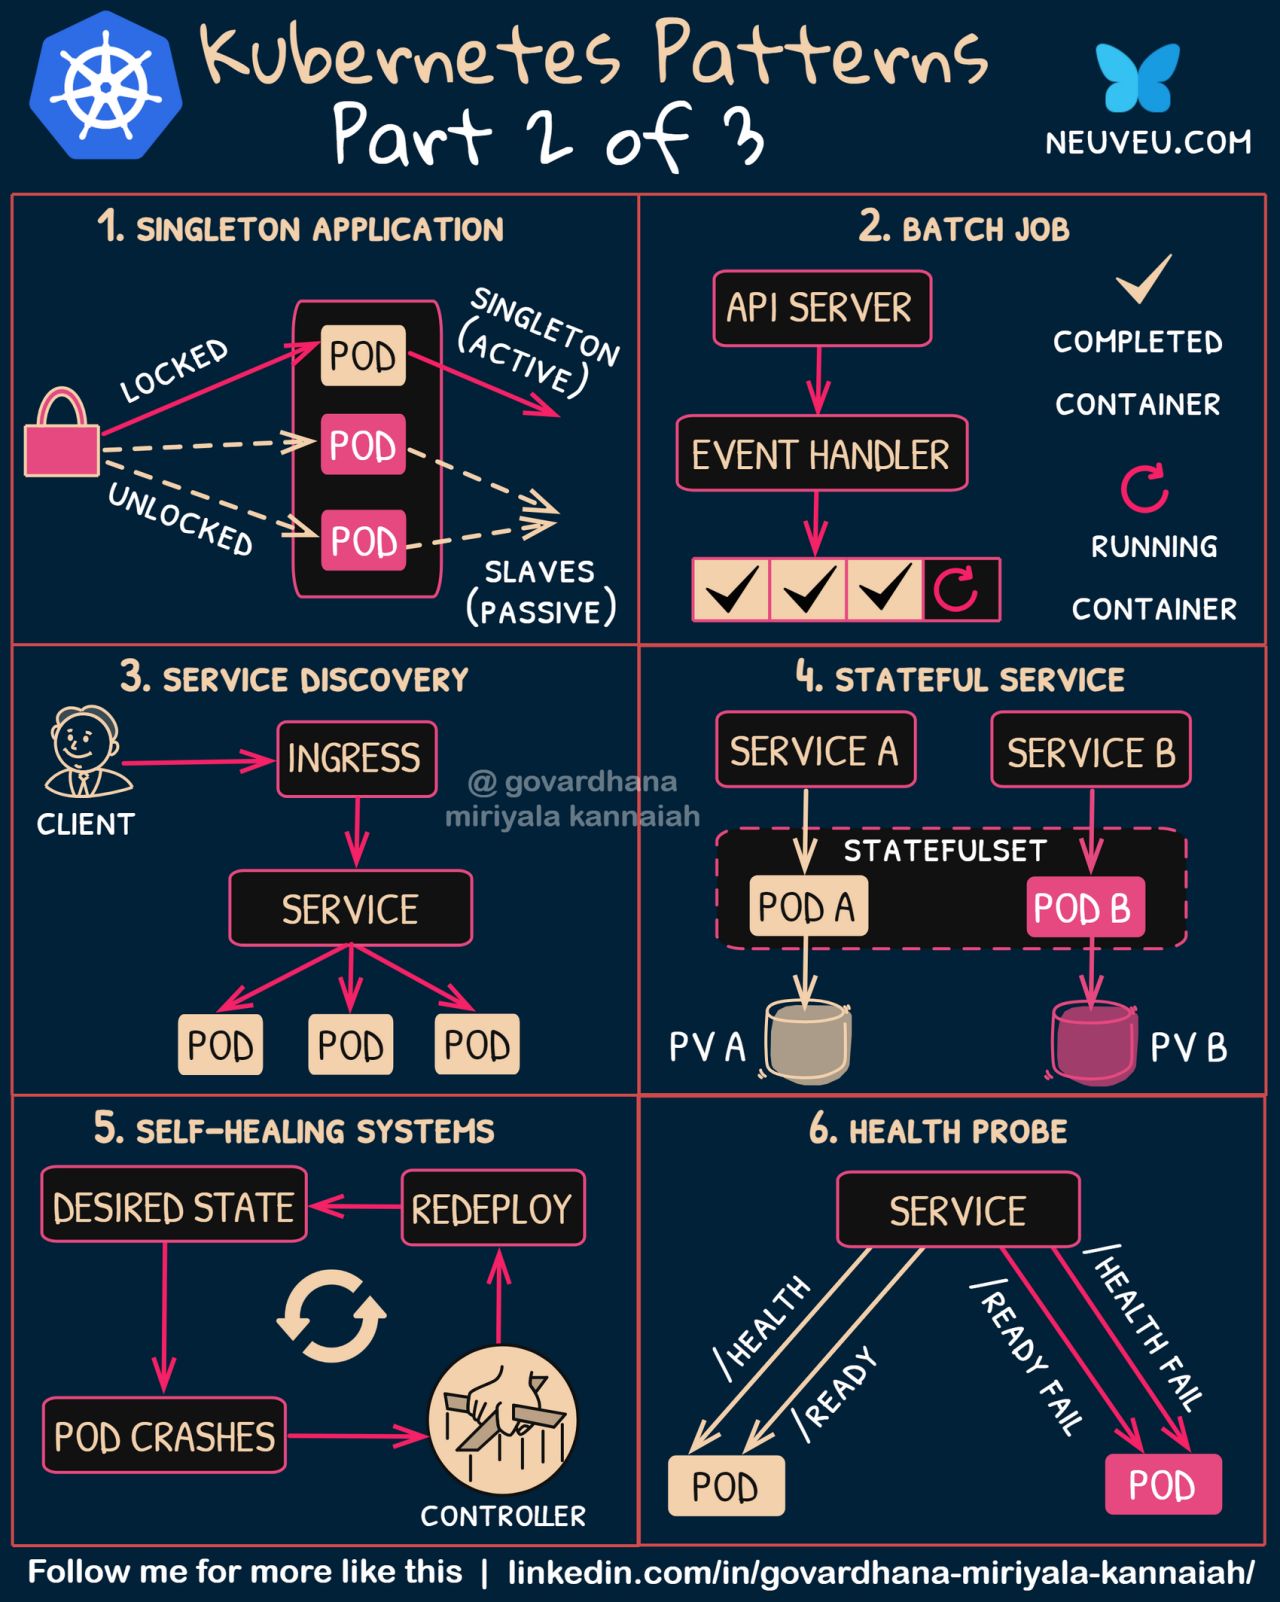 Kubernetes Patterns
Part 2 of 3
NEUVEU.COM
1. SINGLETON APPLICATION
LOCKED
UNLOCKED
POD
POD
POD
SINGLETON
(ACTIVE)
SLAVES
(PASSIVE)
2. BATCH JOB
API SERVER
EVENT HANDLER
COMPLETED
CONTAINER
RUNNING
CONTAINER
3. SERVICE DISCOVERY
CLIENT
INGRESS
SERVICE
POD
POD
POD
@ govardhana
miriyala kannaiah
4. STATEFUL SERVICE
SERVICE A
SERVICE B
STATEFULSET
POD A
POD B
PV A
PV B
5. SELF-HEALING SYSTEMS
DESIRED STATE
REDEPLOY
POD CRASHES
CONTROLLER
6. HEALTH PROBE
SERVICE
/HEALTH
/READY
/READY FAIL
/HEALTH FAIL
POD
POD
Follow me for more like this | linkedin.com/in/govardhana-miriyala-kannaiah/